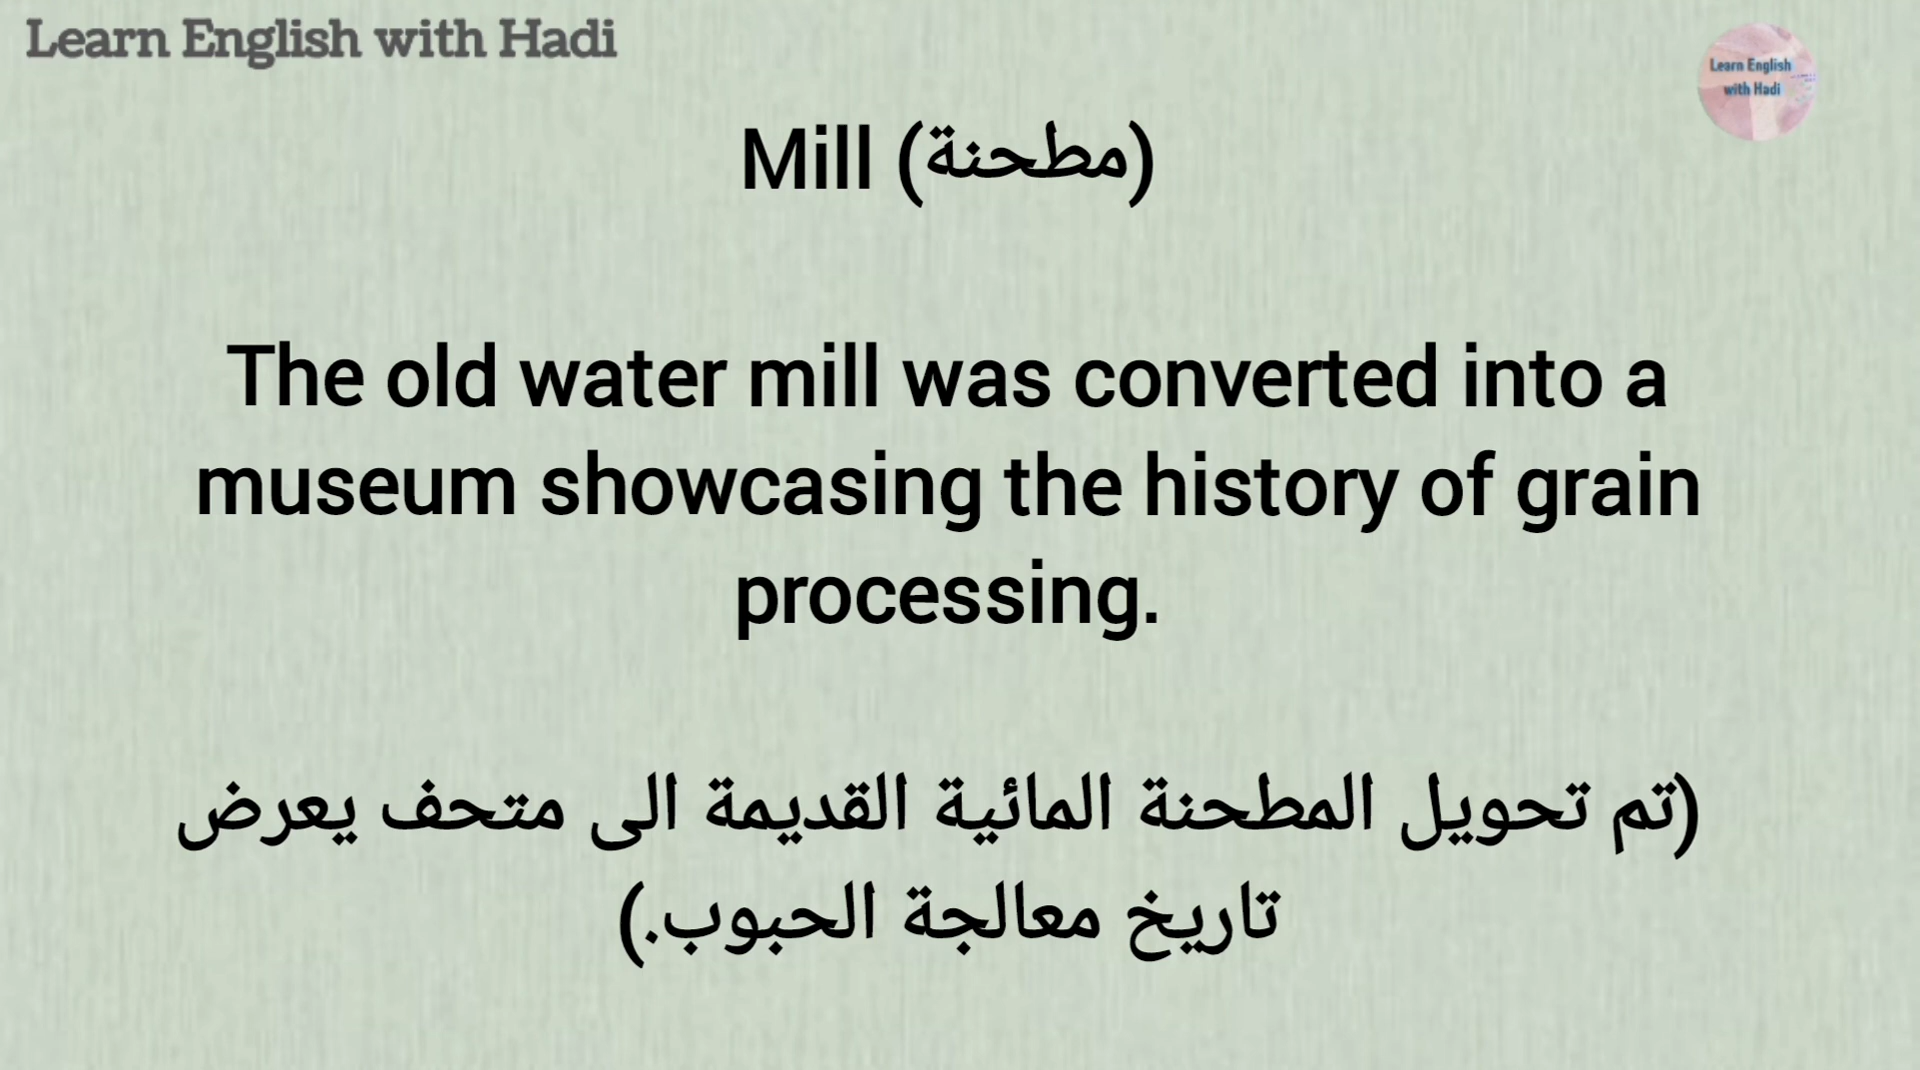 Learn English with Hadi
Learn English
with Hadi
Mill (مطحنة)
The old water mill was converted into a
museum showcasing the history of grain
processing.
(تم تحويل المطحنة المائية القديمة الى متحف يعرض
تاريخ معالجة الحبوب.)